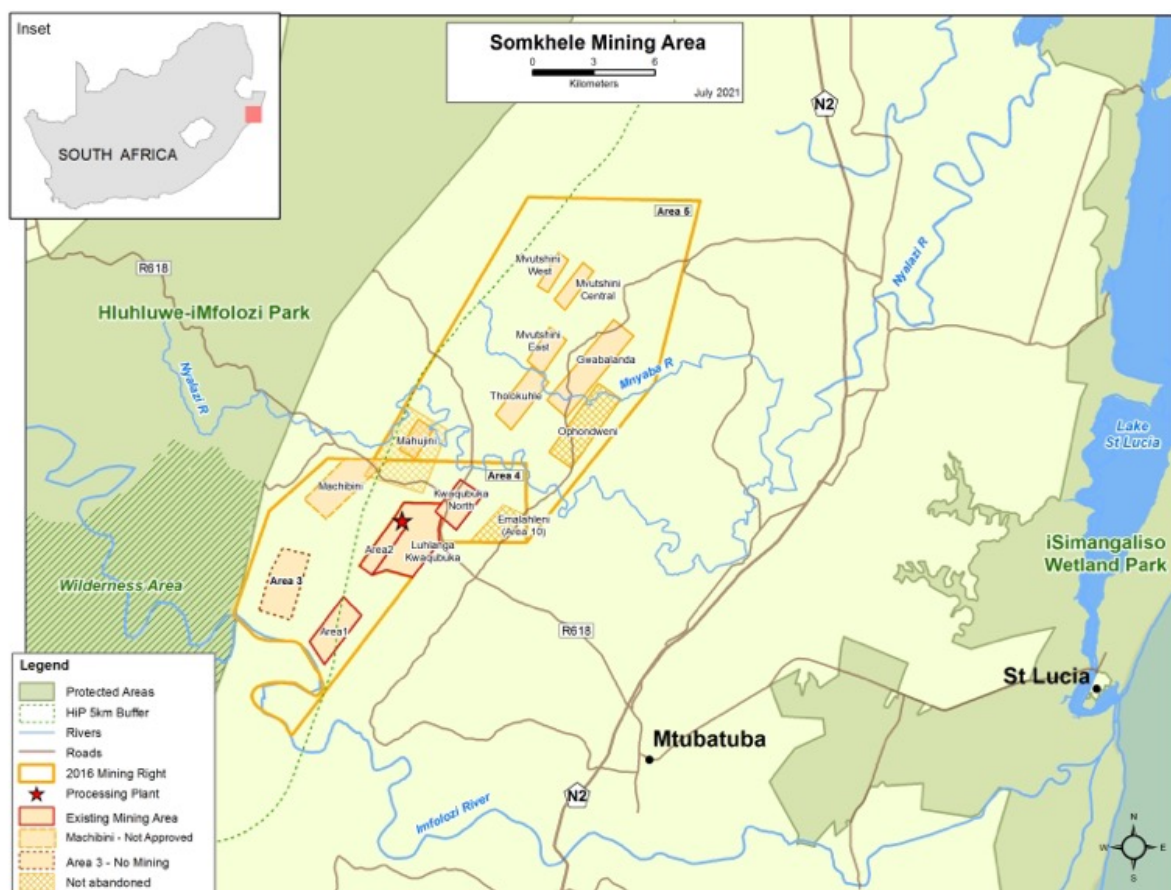 Inset
SOUTH AFRICA
Somkhele Mining Area
0 3 6
Kilometers
July 2021
N2
Area 5
R618
Mvutshini
West
Mvutshini
Central
Nyalazi R
Hluhluwe-iMfolozi Park
Mvutshini
East
Gwabalanda
Nyalazi R
Mnyaba R
Tholokuhle
Ophondweni
Mahujini
Lake
St Lucia
Area 4
Machibini
Kwaqubuka
North
Emalahleni
(Area 10)
Area2
Luhlanga
Kwaqubuka
iSimangaliso
Wetland Park
Wilderness Area
Area 3
Area1
R618
St Lucia
Mtubatuba
N2
Imfolozi River
Legend
Protected Areas
HiP 5km Buffer
Rivers
Roads
2016 Mining Right
Processing Plant
Existing Mining Area
Machibini - Not Approved
Area 3 - No Mining
Not abandoned
N
W E
S